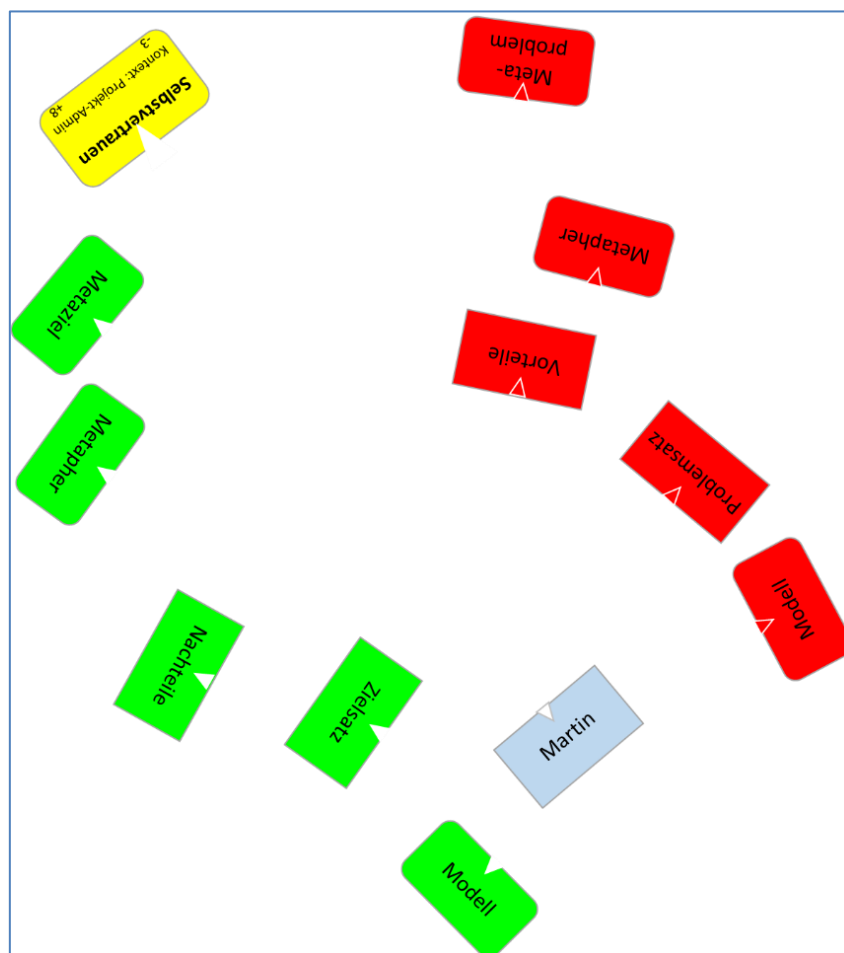 Selbstvertrauen
Kontext: Projekt-Admin
+8
-3
Meta-
problem
Metapher
Metaziel
Vorteile
Metapher
Problemsatz
Modell
Nachteile
Zielsatz
Martin
Modell